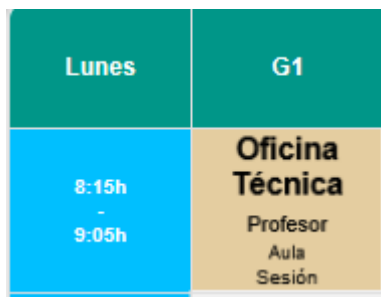 Lunes
G1
8:15h
-
9:05h
Oficina
Técnica
Profesor
Aula
Sesión